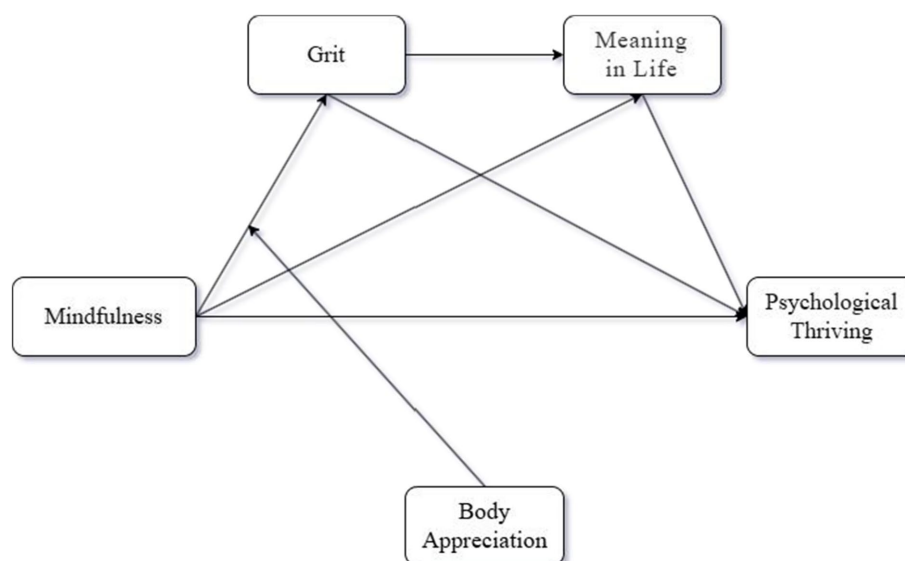 Grit
Meaning
in Life
Mindfulness
Psychological
Thriving
Body
Appreciation